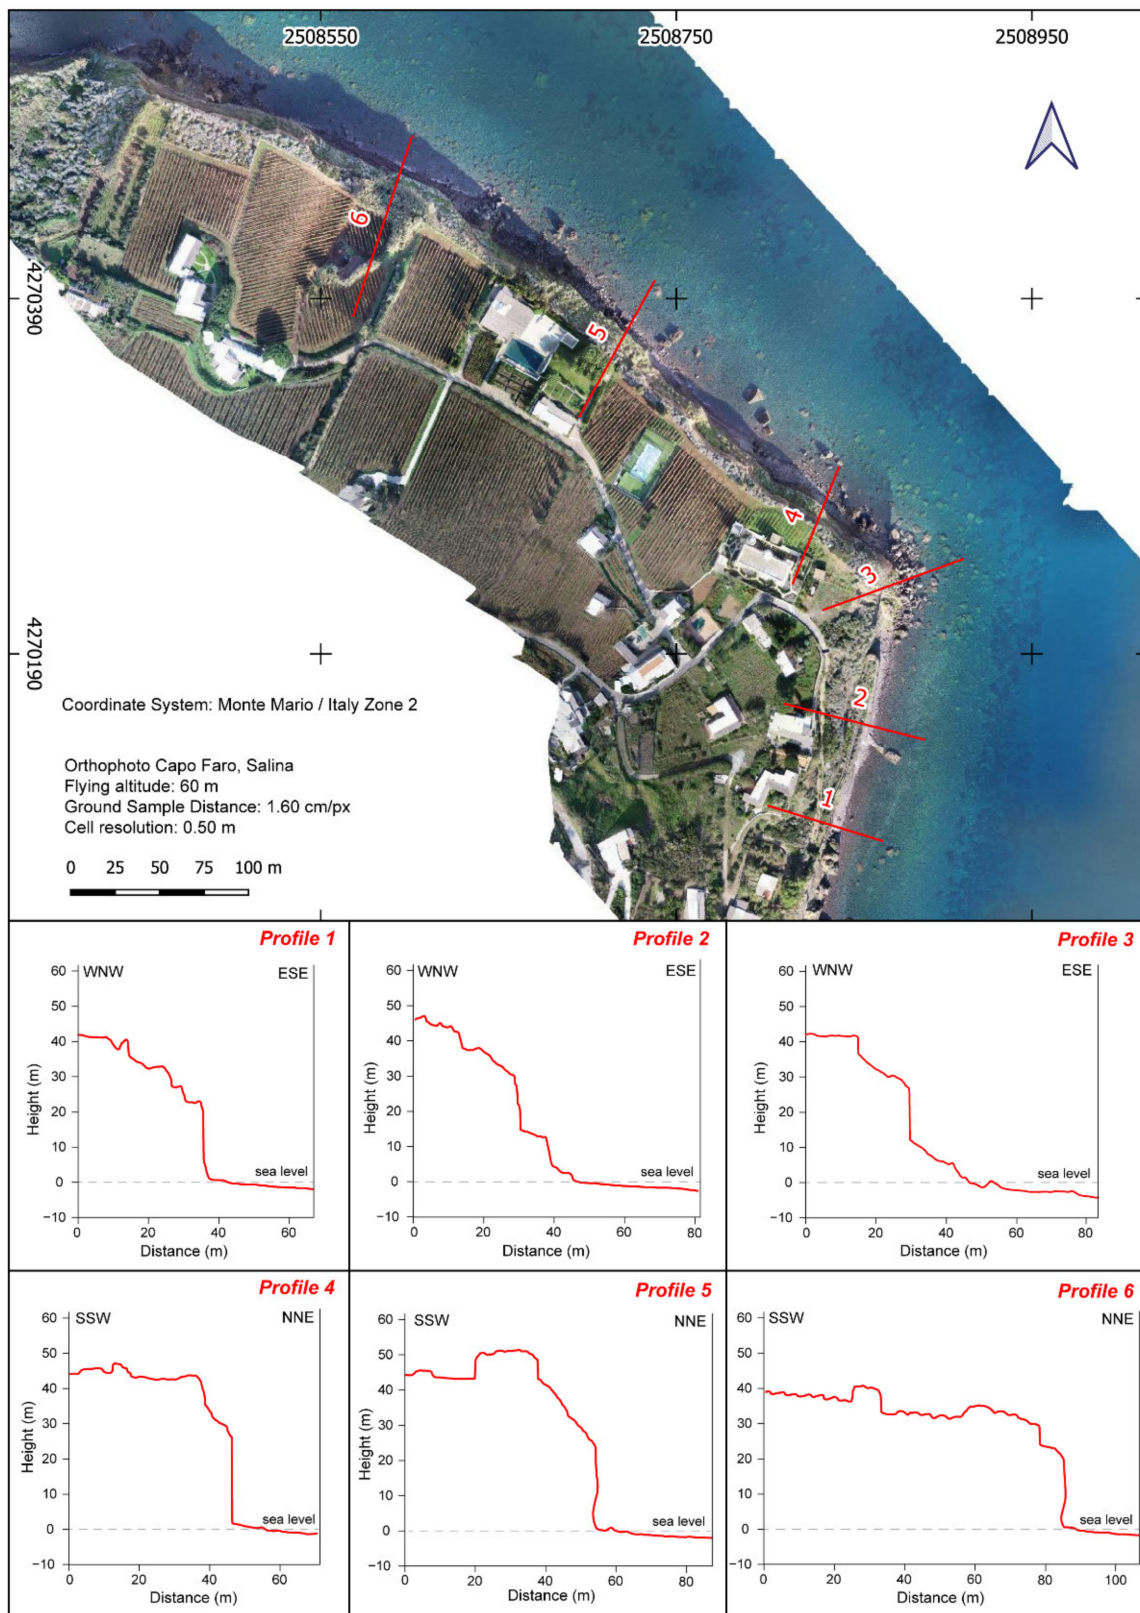 2508550 2508750 2508950
4270390
4270190
6
5
4
3
2
1
Coordinate System: Monte Mario / Italy Zone 2
Orthophoto Capo Faro, Salina
Flying altitude: 60 m
Ground Sample Distance: 1.60 cm/px
Cell resolution: 0.50 m
0 25 50 75 100 m
Profile 1
WNW ESE
Height (m)
60
50
40
30
20
10
0
−10
sea level
0 20 40 60
Distance (m)
Profile 2
WNW ESE
Height (m)
60
50
40
30
20
10
0
−10
sea level
0 20 40 60 80
Distance (m)
Profile 3
WNW ESE
Height (m)
60
50
40
30
20
10
0
−10
sea level
0 20 40 60 80
Distance (m)
Profile 4
SSW NNE
Height (m)
60
50
40
30
20
10
0
−10
sea level
0 20 40 60
Distance (m)
Profile 5
SSW NNE
Height (m)
60
50
40
30
20
10
0
−10
sea level
0 20 40 60 80
Distance (m)
Profile 6
SSW NNE
Height (m)
60
50
40
30
20
10
0
−10
sea level
0 20 40 60 80 100
Distance (m)